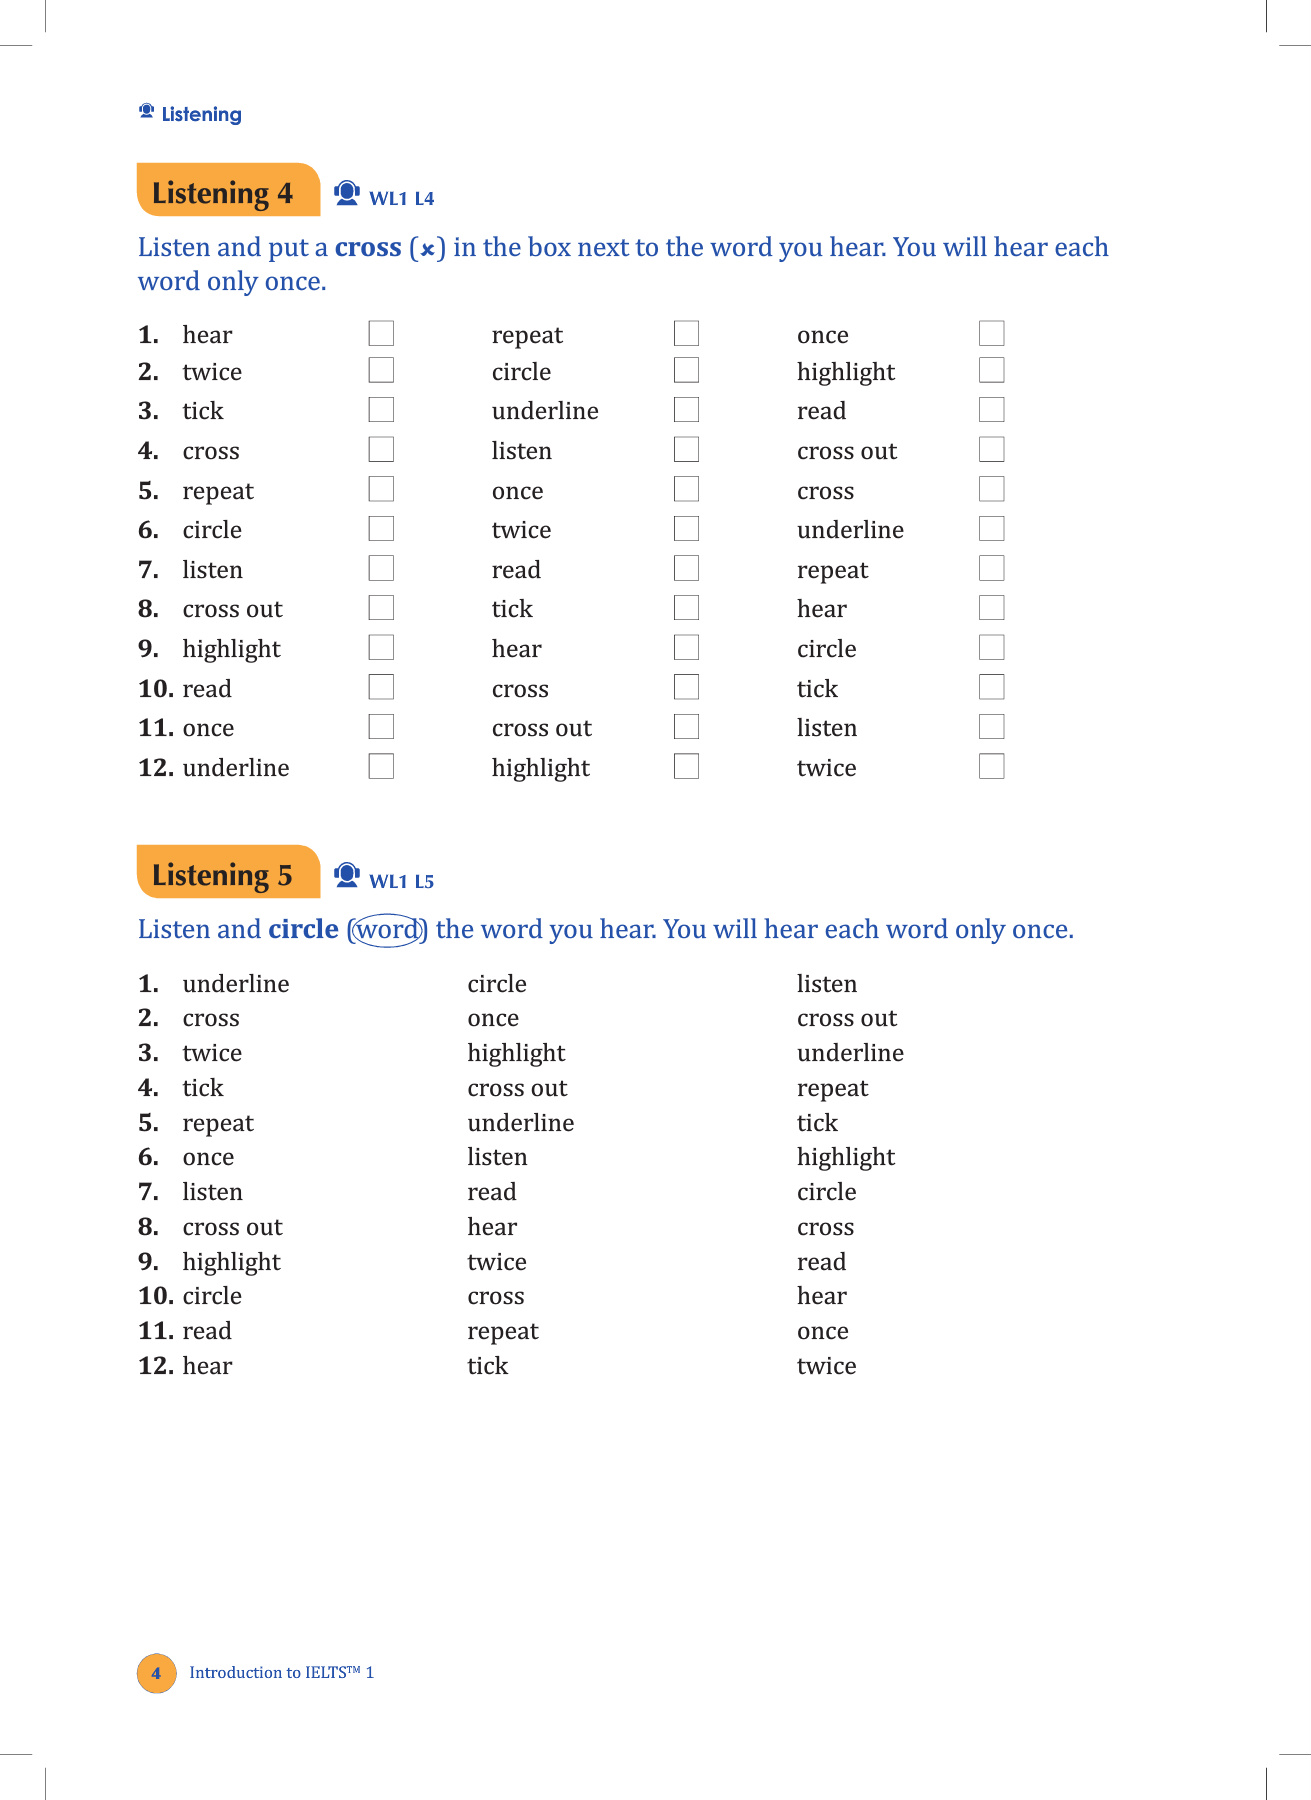 Listening
Listening 4 WL1 L4
Listen and put a cross (✘) in the box next to the word you hear. You will hear each
word only once.
1. hear repeat once
2. twice circle highlight
3. tick underline read
4. cross listen cross out
5. repeat once cross
6. circle twice underline
7. listen read repeat
8. cross out tick hear
9. highlight hear circle
10. read cross tick
11. once cross out listen
12. underline highlight twice
Listening 5 WL1 L5
Listen and circle (word) the word you hear. You will hear each word only once.
1. underline circle listen
2. cross once cross out
3. twice highlight underline
4. tick cross out repeat
5. repeat underline tick
6. once listen highlight
7. listen read circle
8. cross out hear cross
9. highlight twice read
10. circle cross hear
11. read repeat once
12. hear tick twice
4 Introduction to IELTS™ 1